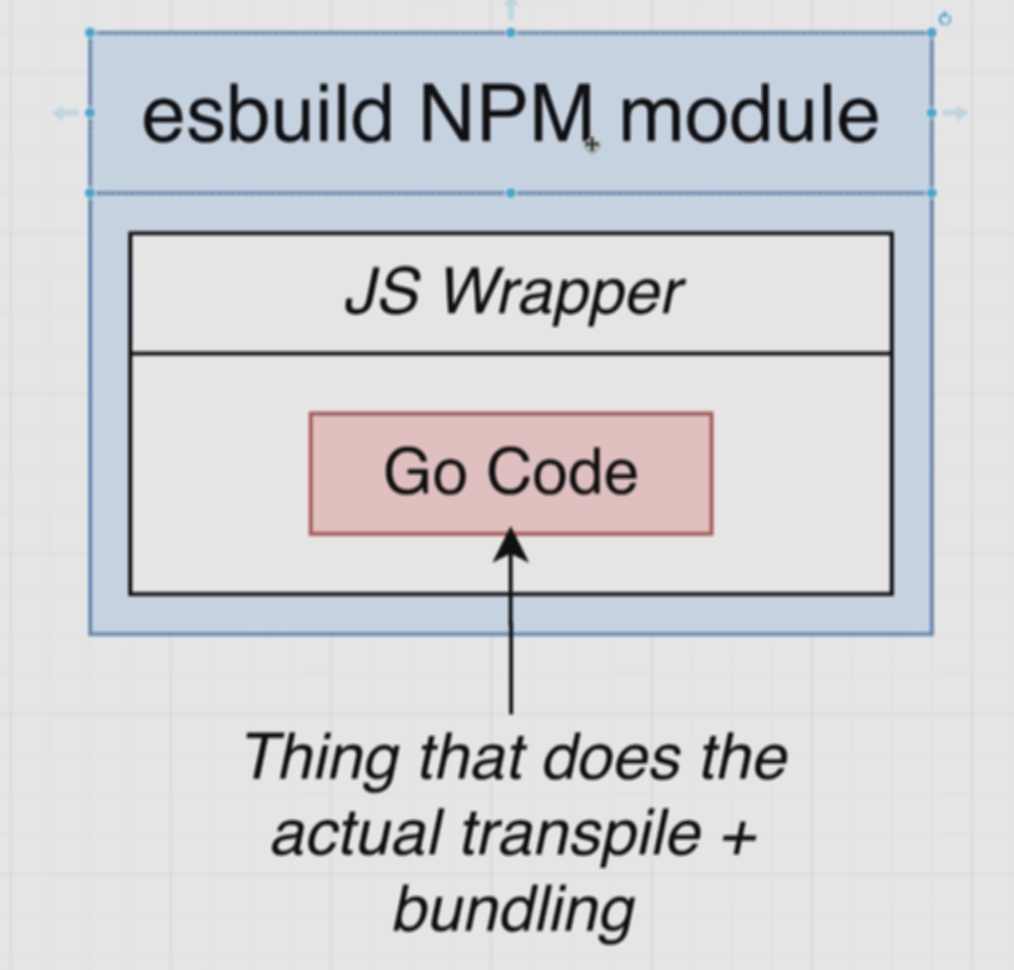 esbuild NPM module
JS Wrapper
Go Code
Thing that does the
actual transpile +
bundling